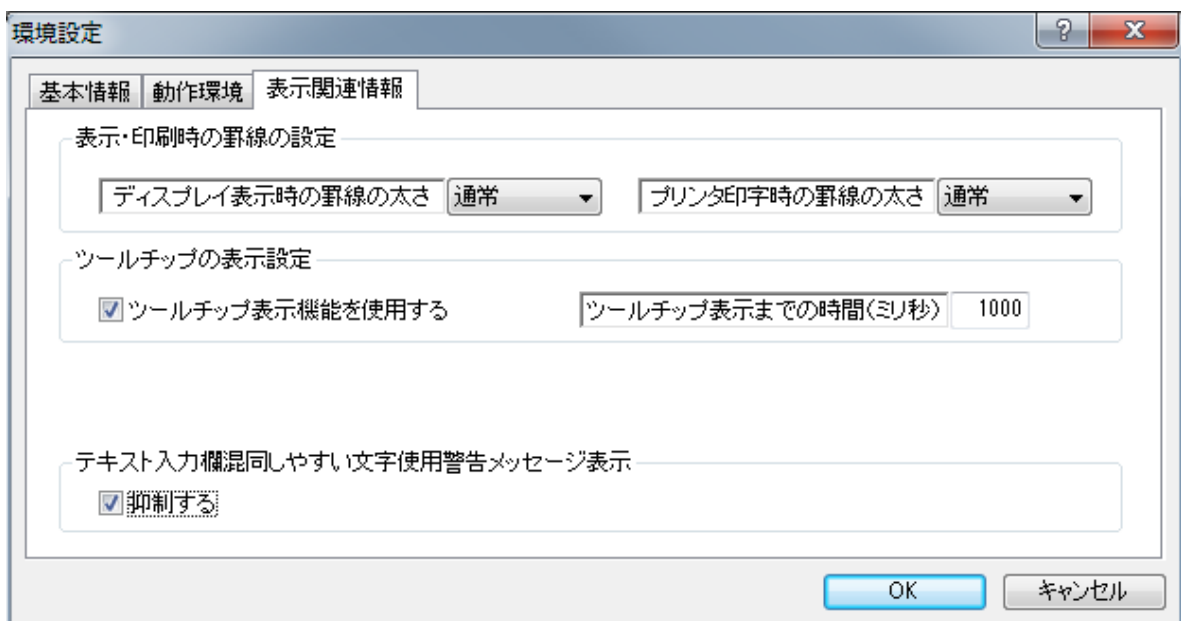 環境設定
?
基本情報 動作環境 表示関連情報
表示・印刷時の罫線の設定
ディスプレイ表示時の罫線の太さ 通常 プリンタ印字時の罫線の太さ 通常
ツールチップの表示設定
ツールチップ表示機能を使用する ツールチップ表示までの時間(ミリ秒) 1000
テキスト入力欄混同しやすい文字使用警告メッセージ表示
抑制する
OK キャンセル